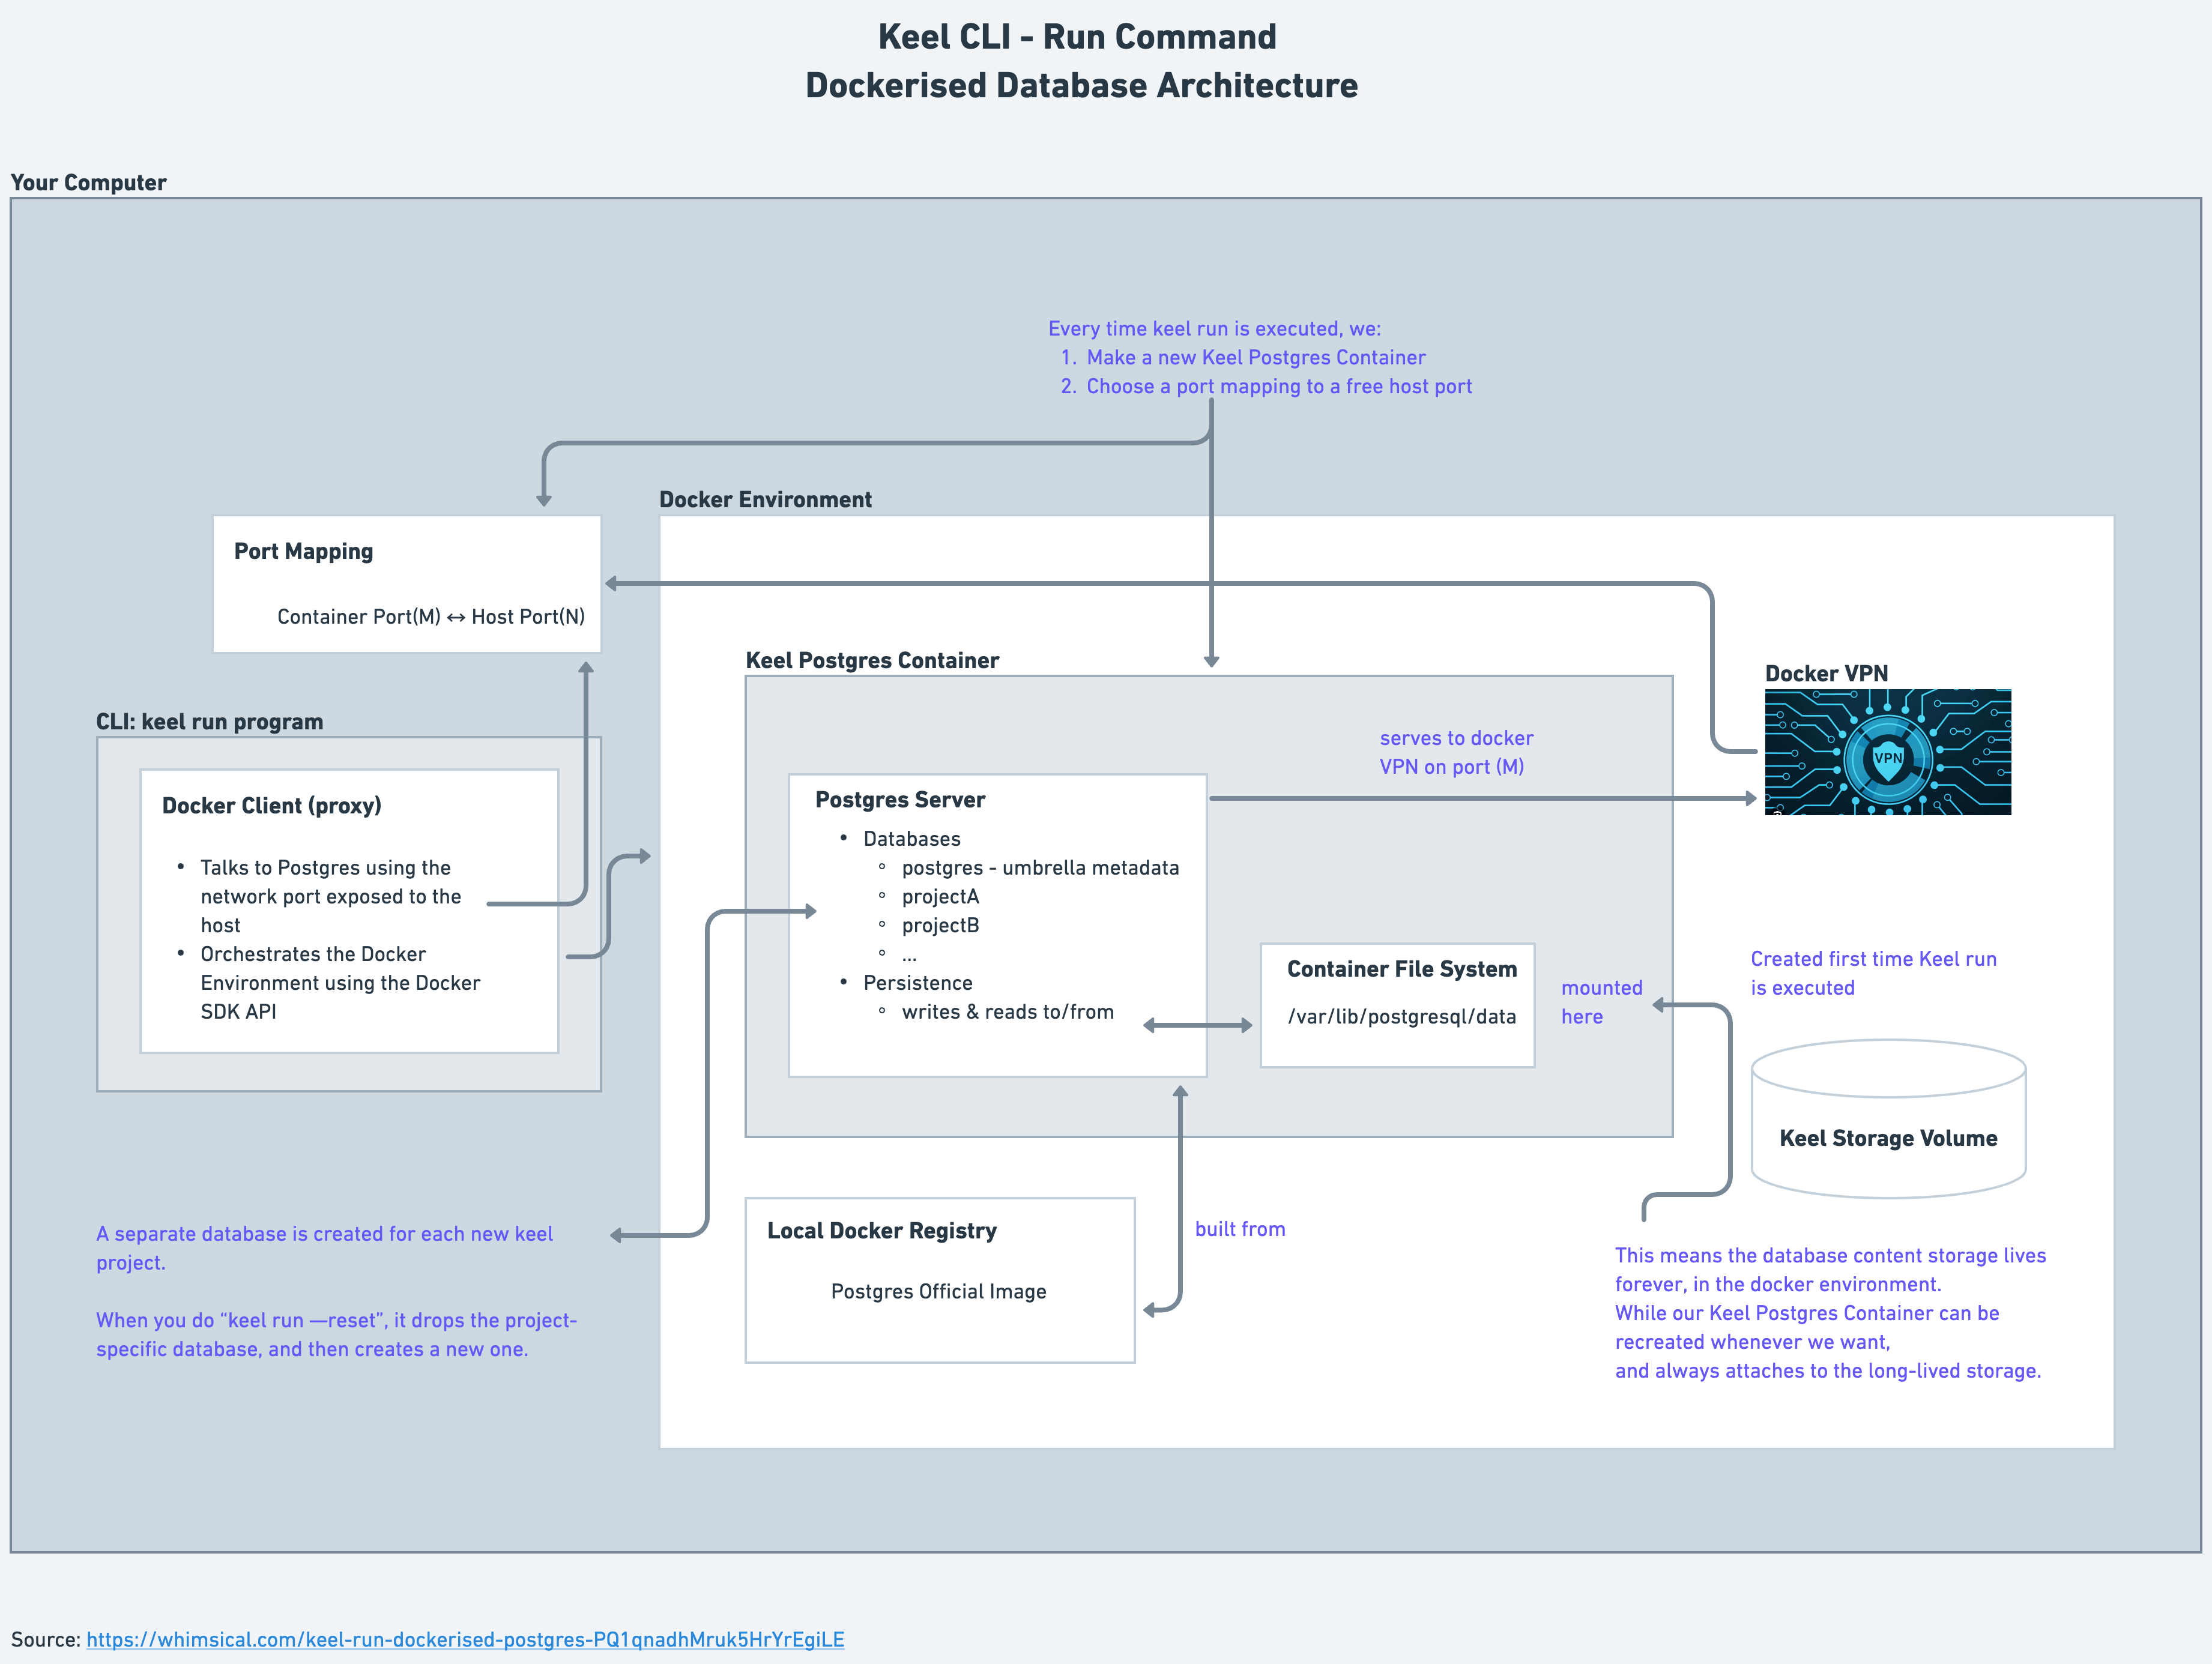 Keel CLI - Run Command
Dockerised Database Architecture
Your Computer
Every time keel run is executed, we:
1. Make a new Keel Postgres Container
2. Choose a port mapping to a free host port
Docker Environment
Port Mapping
Container Port(M) ↔ Host Port(N)
Keel Postgres Container
Docker VPN
VPN
CLI: keel run program
Docker Client (proxy)
• Talks to Postgres using the
network port exposed to the
host
• Orchestrates the Docker
Environment using the Docker
SDK API
serves to docker
VPN on port (M)
Postgres Server
• Databases
◦ postgres - umbrella metadata
◦ projectA
◦ projectB
◦ ...
• Persistence
◦ writes & reads to/from
Container File System
/var/lib/postgresql/data
mounted
here
Created first time Keel run
is executed
Keel Storage Volume
A separate database is created for each new keel
project.
When you do “keel run —reset”, it drops the project-
specific database, and then creates a new one.
Local Docker Registry
Postgres Official Image
built from
This means the database content storage lives
forever, in the docker environment.
While our Keel Postgres Container can be
recreated whenever we want,
and always attaches to the long-lived storage.
Source: https://whimsical.com/keel-run-dockerised-postgres-PQ1qnadhMruk5HrYrEgiLE